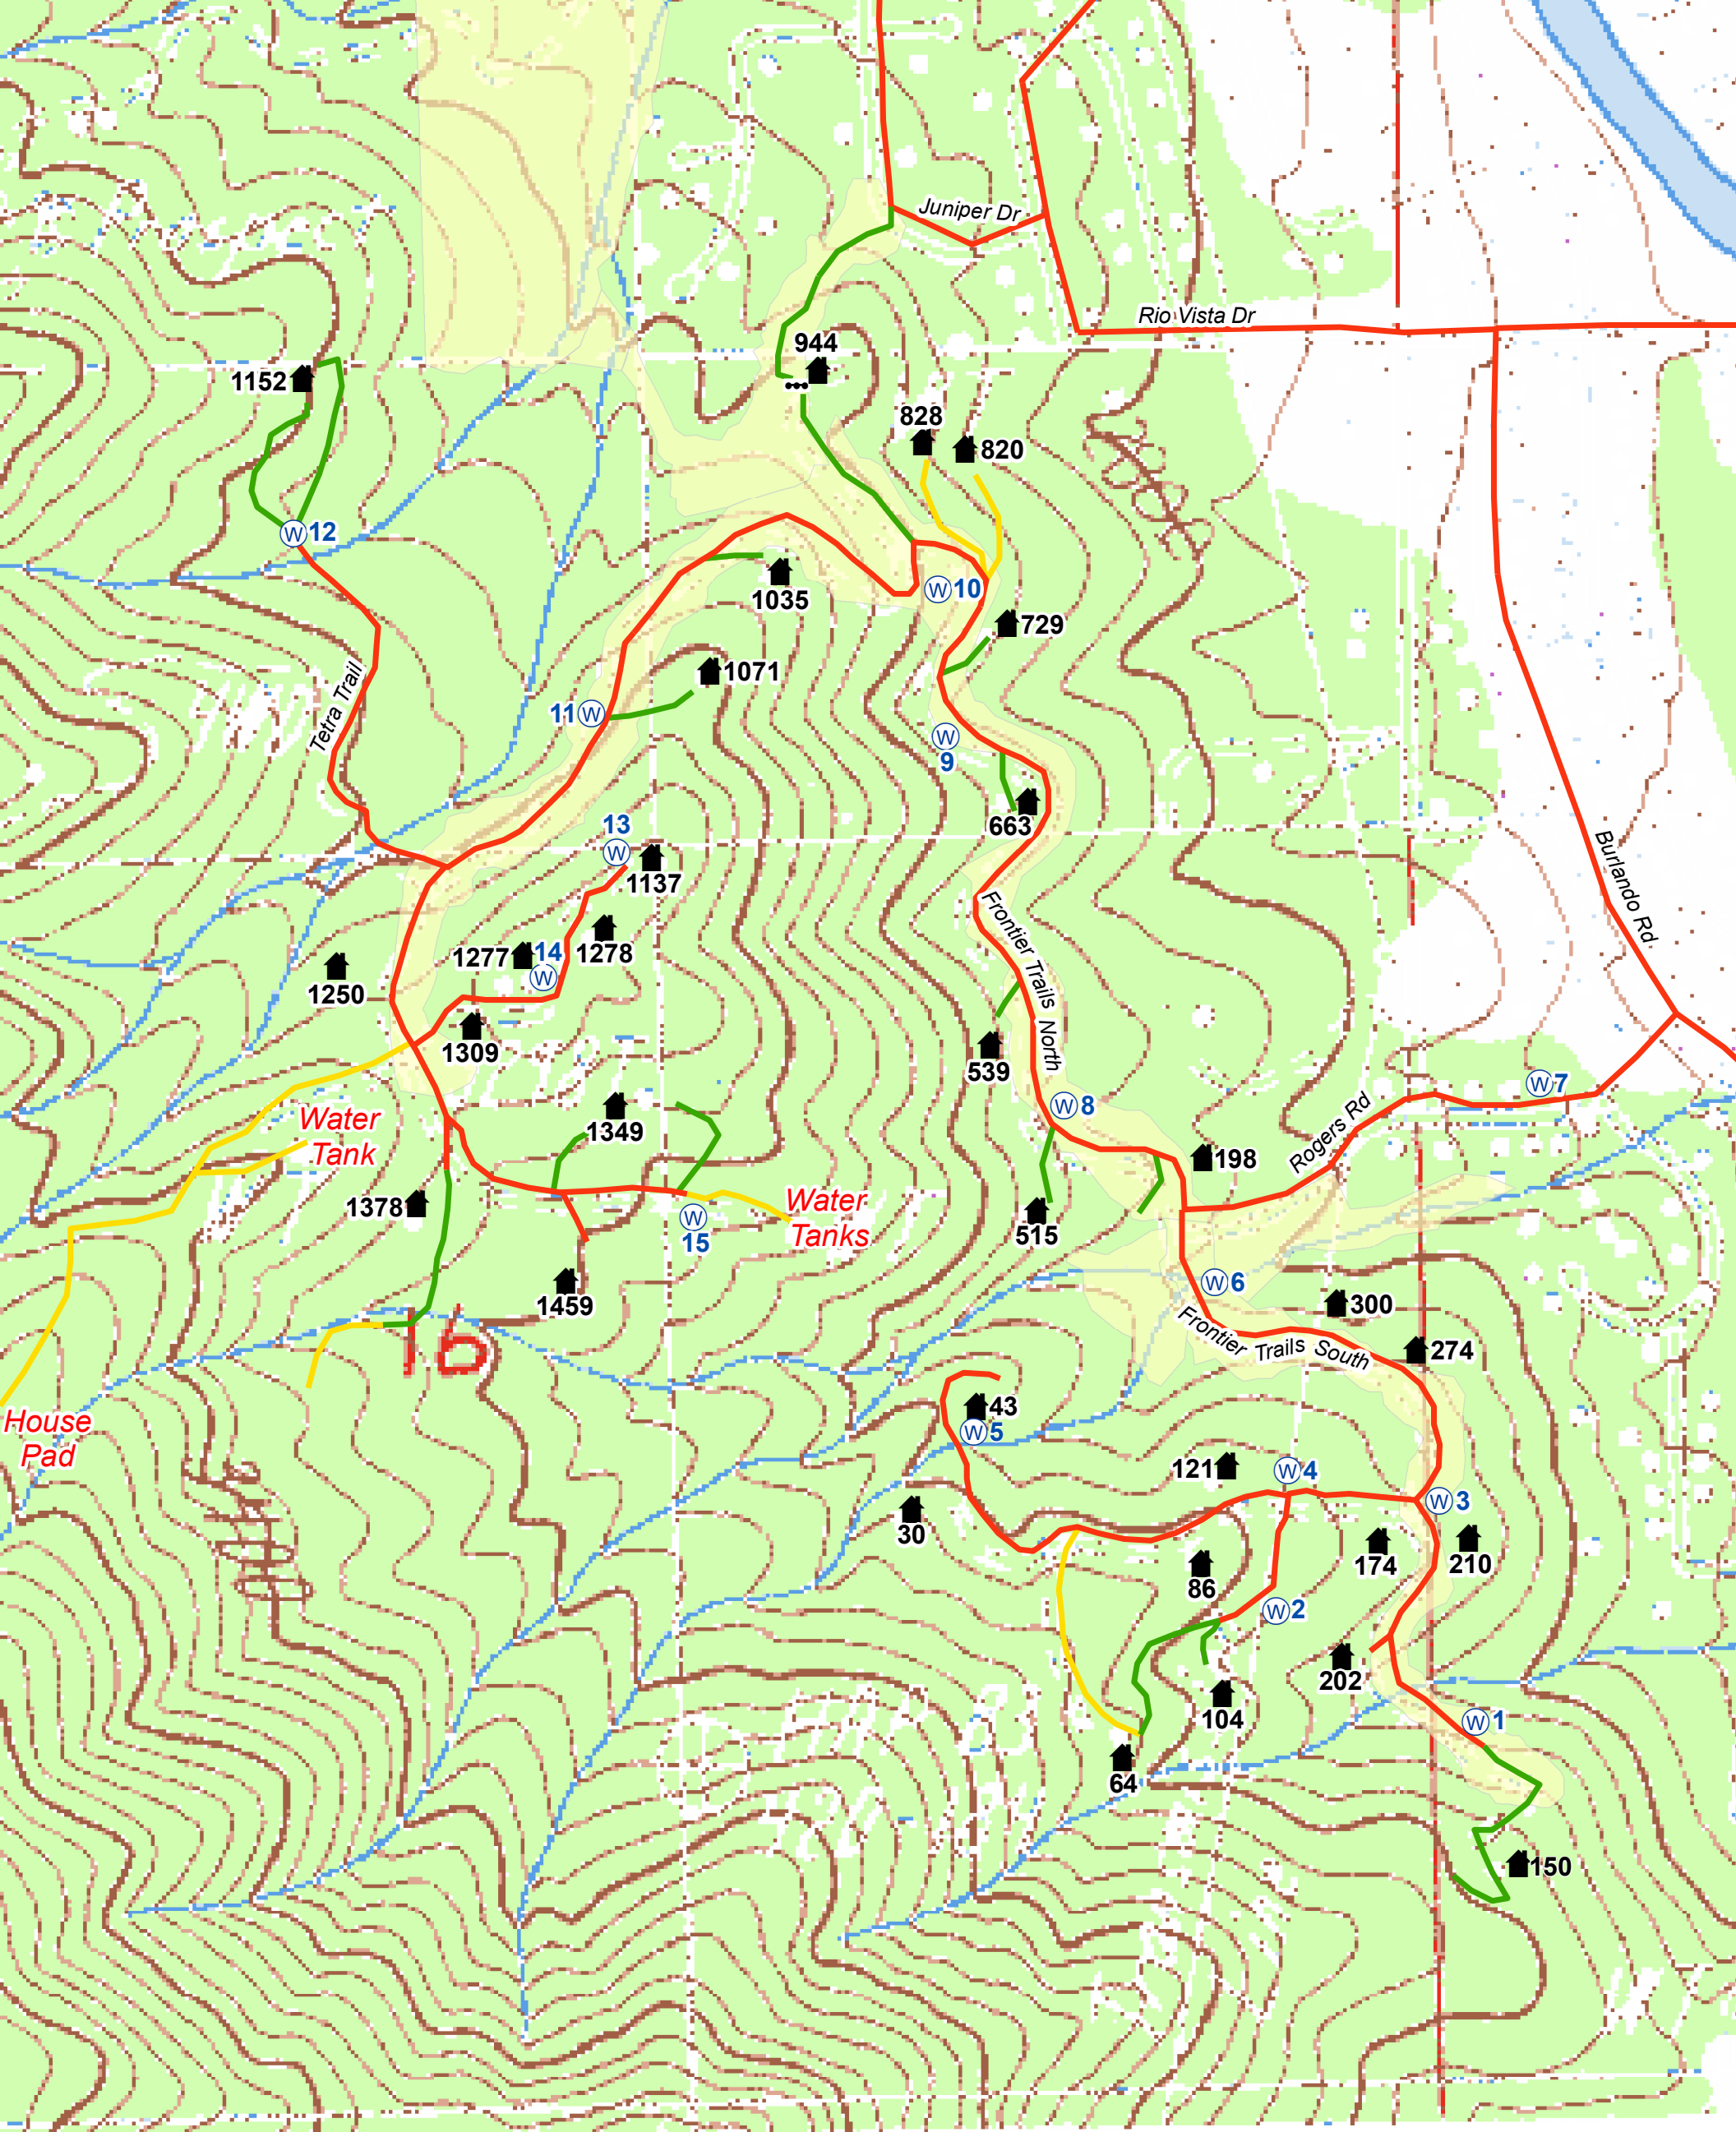 Juniper Dr
Rio Vista Dr
944
1152
828
820
W 12
1035
W 10
729
1071
Tetra Trail
11 W
W
9
663
13
W
1137
Burlando Rd
Frontier Trails North
1277
14
W
1278
1250
1309
539
W 7
W 8
Water
Tank
1349
Rogers Rd
198
1378
Water
Tanks
W
15
515
W 6
1459
300
16
Frontier Trails South
274
House
Pad
43
W 5
121
W 4
W 3
30
174
210
86
W 2
202
104
W 1
64
150